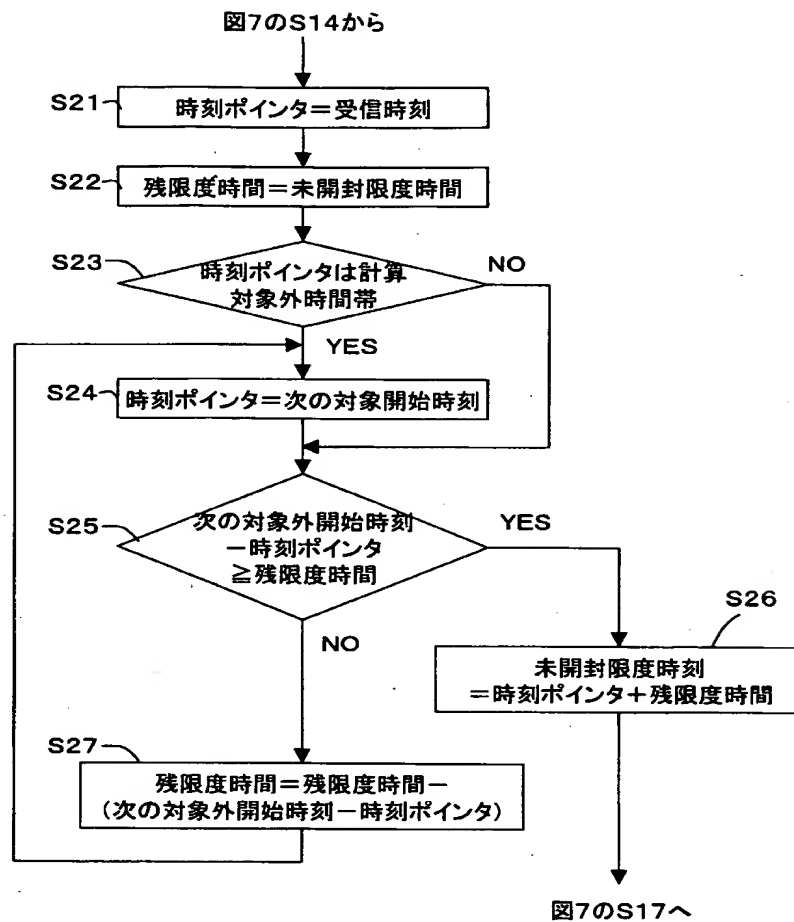 図7のS14から
S21
時刻ポインタ=受信時刻
S22
残限度時間=未開封限度時間
S23
時刻ポインタは計算
対象外時間帯
NO
YES
S24
時刻ポインタ=次の対象開始時刻
S25
次の対象外開始時刻
-時刻ポインタ
≧残限度時間
YES
NO
S26
未開封限度時刻
=時刻ポインタ+残限度時間
S27
残限度時間=残限度時間-
(次の対象外開始時刻-時刻ポインタ)
図7のS17へ